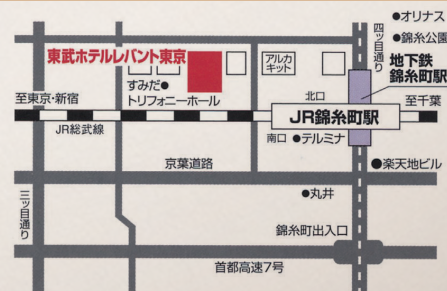 ●オリナス
●錦糸公園
四ッ目通り
地下鉄
錦糸町駅
東武ホテルレバント東京
アルカ
キット
すみだ●
トリフォニーホール
北口
至東京・新宿
至千葉
JR錦糸町駅
JR総武線
南口 ●テルミナ
京葉道路
●楽天地ビル
三ッ目通り
●丸井
錦糸町出入口
首都高速7号